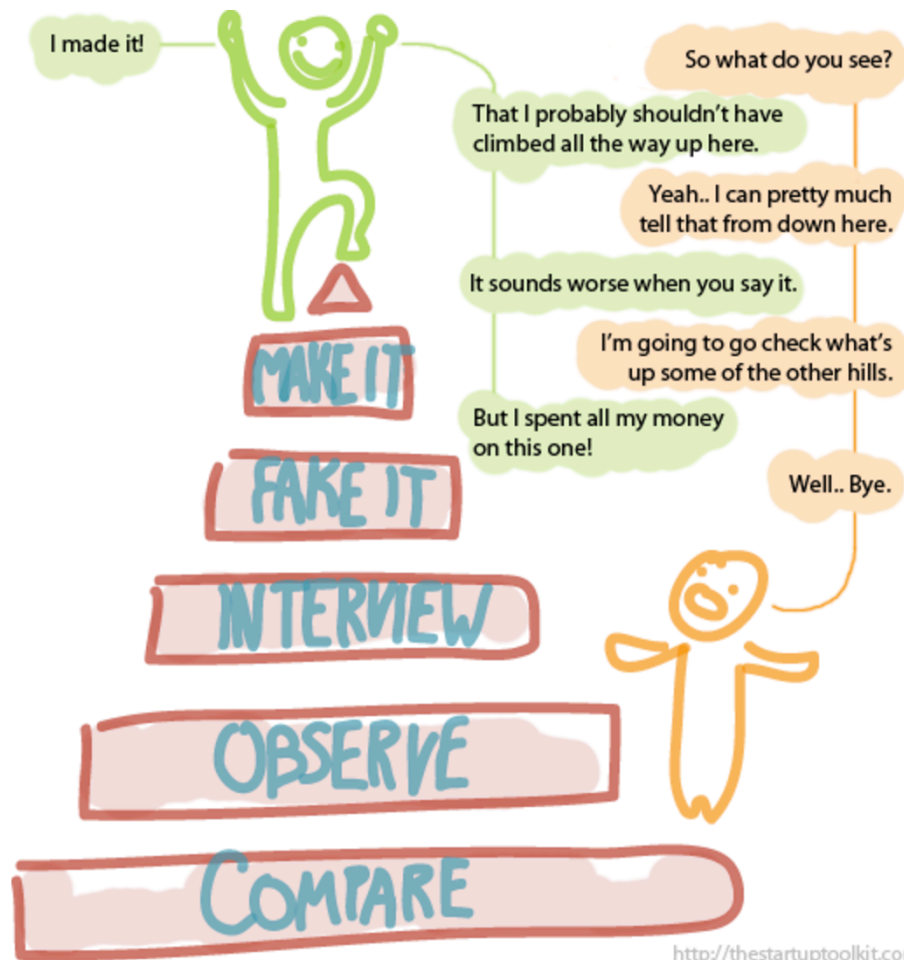 I made it!
So what do you see?
That I probably shouldn't have
climbed all the way up here.
Yeah.. I can pretty much
tell that from down here.
It sounds worse when you say it.
I'm going to go check what's
up some of the other hills.
But I spent all my money
on this one!
Well.. Bye.
MAKE IT
FAKE IT
INTERVIEW
OBSERVE
COMPARE
http://thestartuptoolkit.co